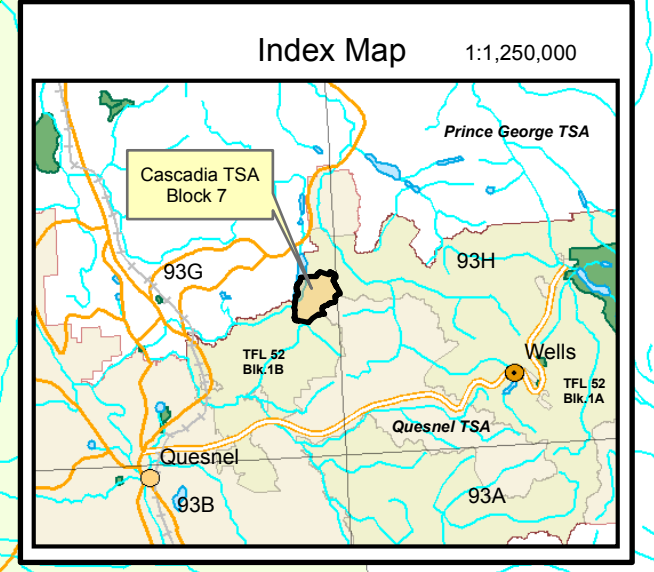 Index Map 1:1,250,000
Prince George TSA
Cascadia TSA
Block 7
93G
93H
TFL 52
Blk.1B
Wells
TFL 52
Blk.1A
Quesnel TSA
Quesnel
93B
93A